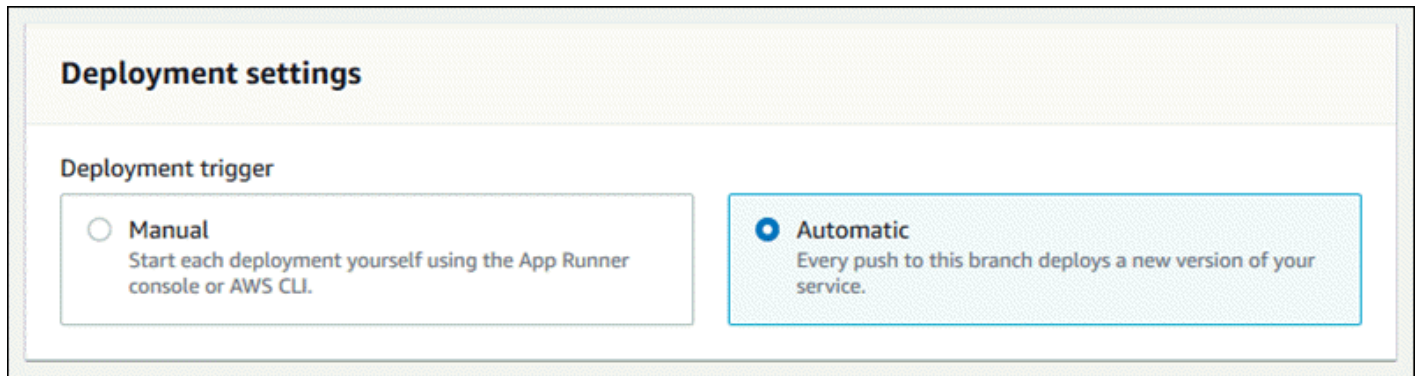 Deployment settings
Deployment trigger
Manual
Start each deployment yourself using the App Runner
console or AWS CLI.
Automatic
Every push to this branch deploys a new version of your
service.